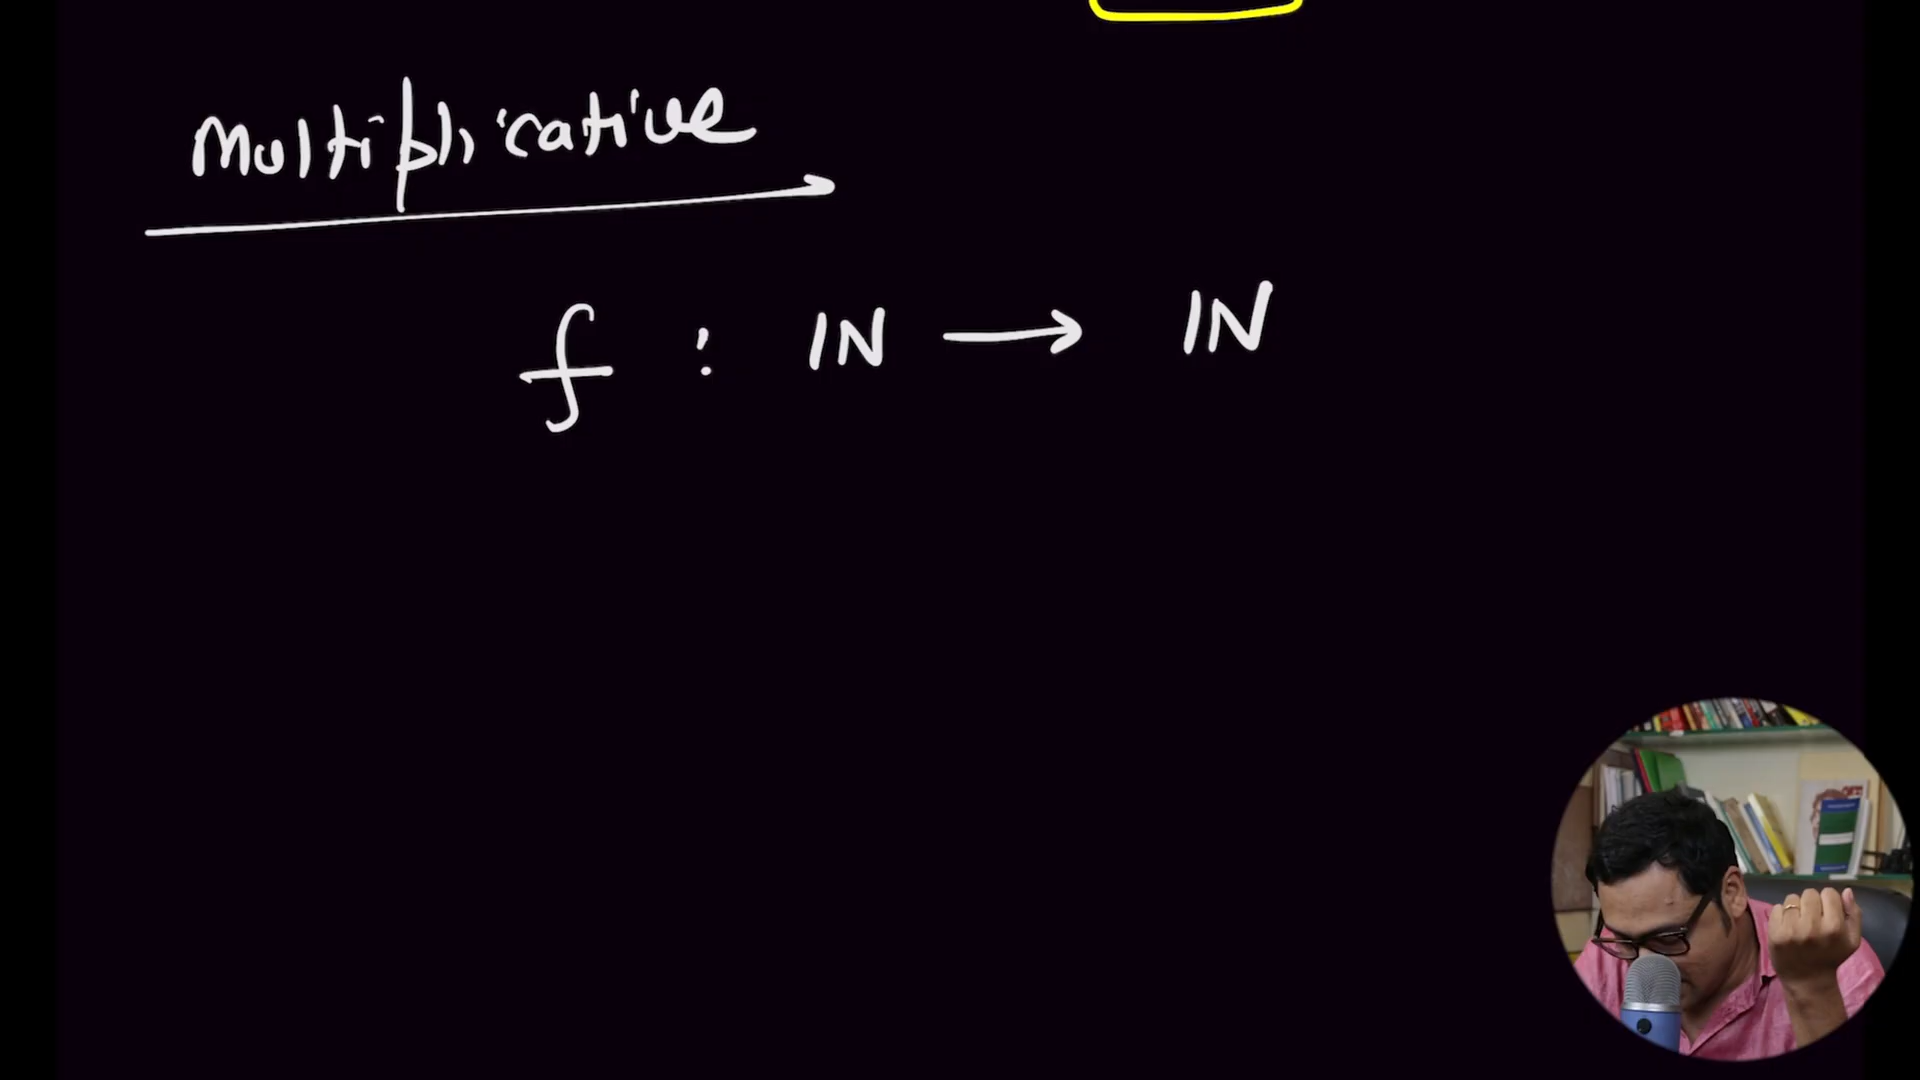 Multiplicative
f : IN → IN